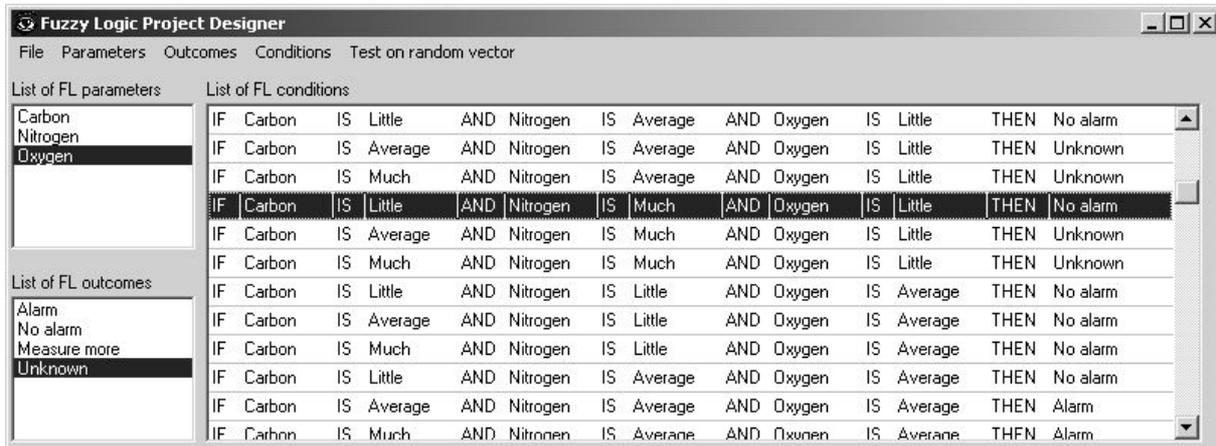 Fuzzy Logic Project Designer
File Parameters Outcomes Conditions Test on random vector
List of FL parameters
Carbon
Nitrogen
Oxygen
List of FL outcomes
Alarm
No alarm
Measure more
Unknown
List of FL conditions
IF Carbon IS Little AND Nitrogen IS Average AND Oxygen IS Little THEN No alarm
IF Carbon IS Average AND Nitrogen IS Average AND Oxygen IS Little THEN Unknown
IF Carbon IS Much AND Nitrogen IS Average AND Oxygen IS Little THEN Unknown
IF Carbon IS Little AND Nitrogen IS Much AND Oxygen IS Little THEN No alarm
IF Carbon IS Average AND Nitrogen IS Much AND Oxygen IS Little THEN Unknown
IF Carbon IS Much AND Nitrogen IS Much AND Oxygen IS Little THEN Unknown
IF Carbon IS Little AND Nitrogen IS Little AND Oxygen IS Average THEN No alarm
IF Carbon IS Average AND Nitrogen IS Little AND Oxygen IS Average THEN No alarm
IF Carbon IS Much AND Nitrogen IS Little AND Oxygen IS Average THEN No alarm
IF Carbon IS Little AND Nitrogen IS Average AND Oxygen IS Average THEN No alarm
IF Carbon IS Average AND Nitrogen IS Average AND Oxygen IS Average THEN Alarm
IF Carbon IS Much AND Nitrogen IS Average AND Oxygen IS Average THEN Alarm